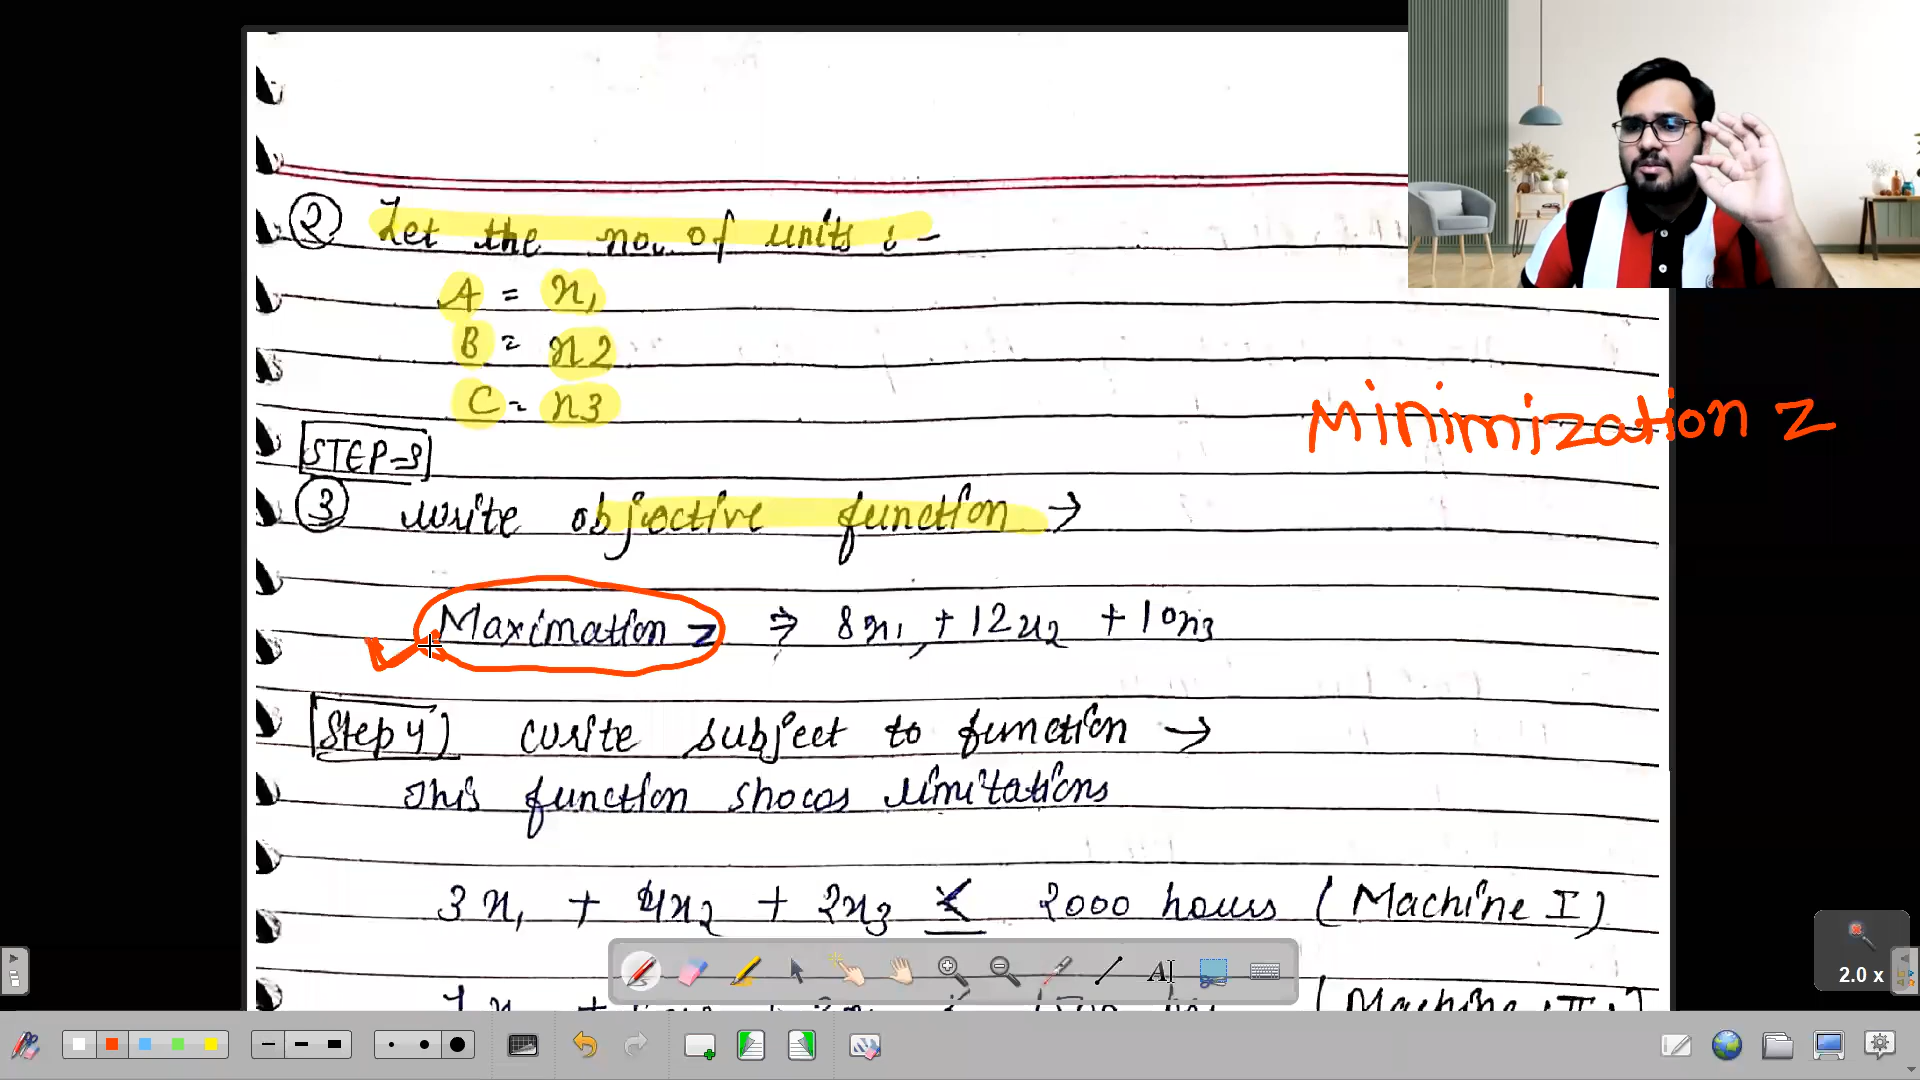 ② Let the no. of units :-
A = x₁
B = x2
C = x3
Minimization Z
STEP-3
③ write objective function →
Maximation Z ⇒ 8x₁ + 12x2 + 10x3
Step 4) write subject to function →
This function shows limitations
3x₁ + 4x2 + 2x3 ≤ 2000 hours (Machine I)
(Machine II)
2.0 x